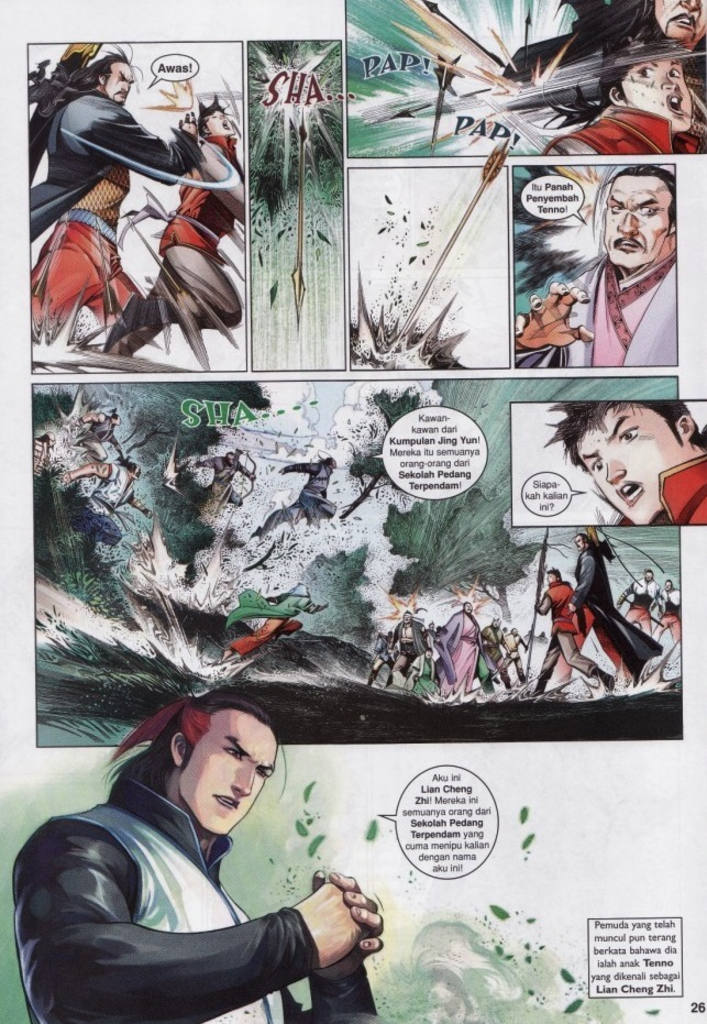 Awas!
SHA...
PAP!
PAP!
Itu Panah
Penyembah
Tenno!
SHA....
Kawan-
kawan dari
Kumpulan Jing Yun!
Mereka itu semuanya
orang-orang dari
Sekolah Pedang
Terpendam!
Siapa-
kah kalian
ini?
Aku ini
Lian Cheng
Zhi! Mereka ini
semuanya orang dari
Sekolah Pedang
Terpendam yang
cuma menipu kalian
dengan nama
aku ini!
Pemuda yang telah
muncul pun terang
berkata bahawa dia
ialah anak Tenno
yang dikenali sebagai
Lian Cheng Zhi.
26